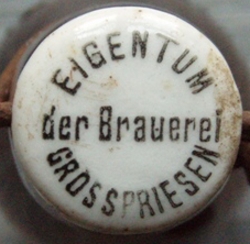 EIGENTUM
der Brauerei
GROSSPRIESEN